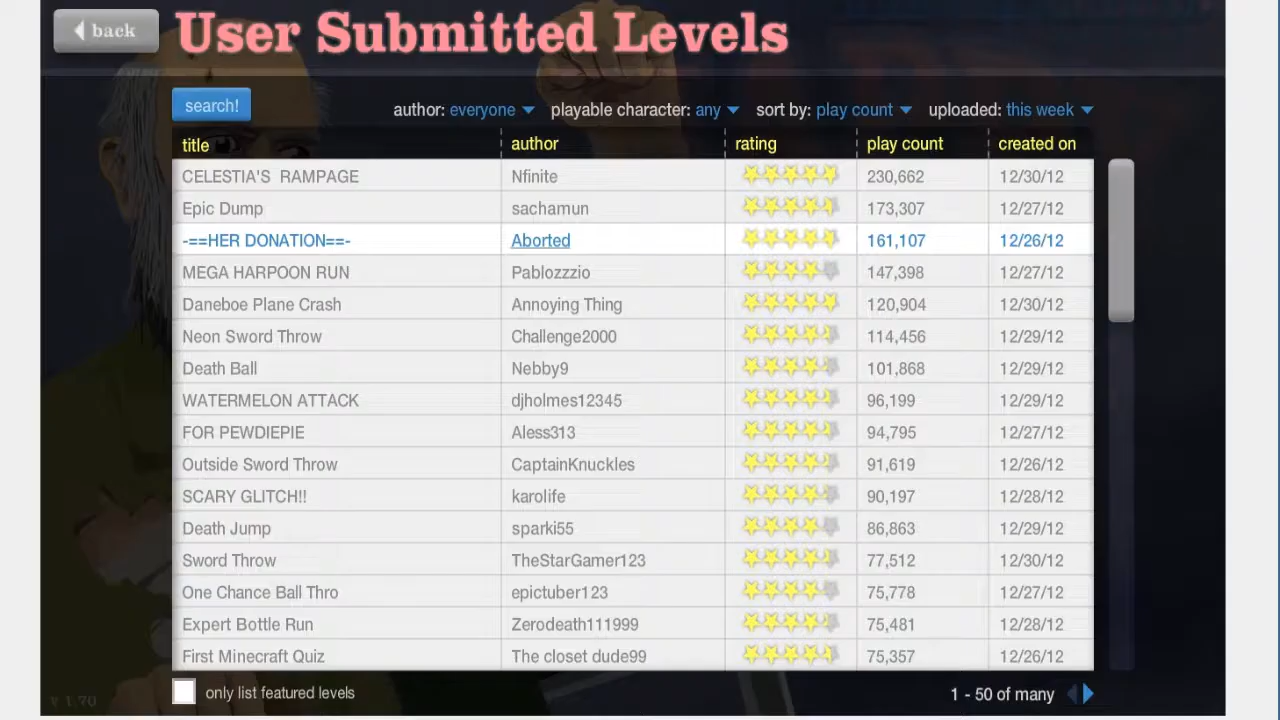 back
User Submitted Levels
search!
author: everyone playable character: any sort by: play count uploaded: this week
title author rating play count created on
CELESTIA'S  RAMPAGE Nfinite 230,662 12/30/12
Epic Dump sachamun 173,307 12/27/12
-==HER DONATION==- Aborted 161,107 12/26/12
MEGA HARPOON RUN Pablozzzio 147,398 12/27/12
Daneboe Plane Crash Annoying Thing 120,904 12/30/12
Neon Sword Throw Challenge2000 114,456 12/29/12
Death Ball Nebby9 101,868 12/29/12
WATERMELON ATTACK djholmes12345 96,199 12/29/12
FOR PEWDIEPIE Aless313 94,795 12/27/12
Outside Sword Throw CaptainKnuckles 91,619 12/26/12
SCARY GLITCH!! karolife 90,197 12/28/12
Death Jump sparki55 86,863 12/29/12
Sword Throw TheStarGamer123 77,512 12/30/12
One Chance Ball Thro epictuber123 75,778 12/27/12
Expert Bottle Run Zerodeath111999 75,481 12/28/12
First Minecraft Quiz The closet dude99 75,357 12/26/12
only list featured levels
1 - 50 of many
v 1.70